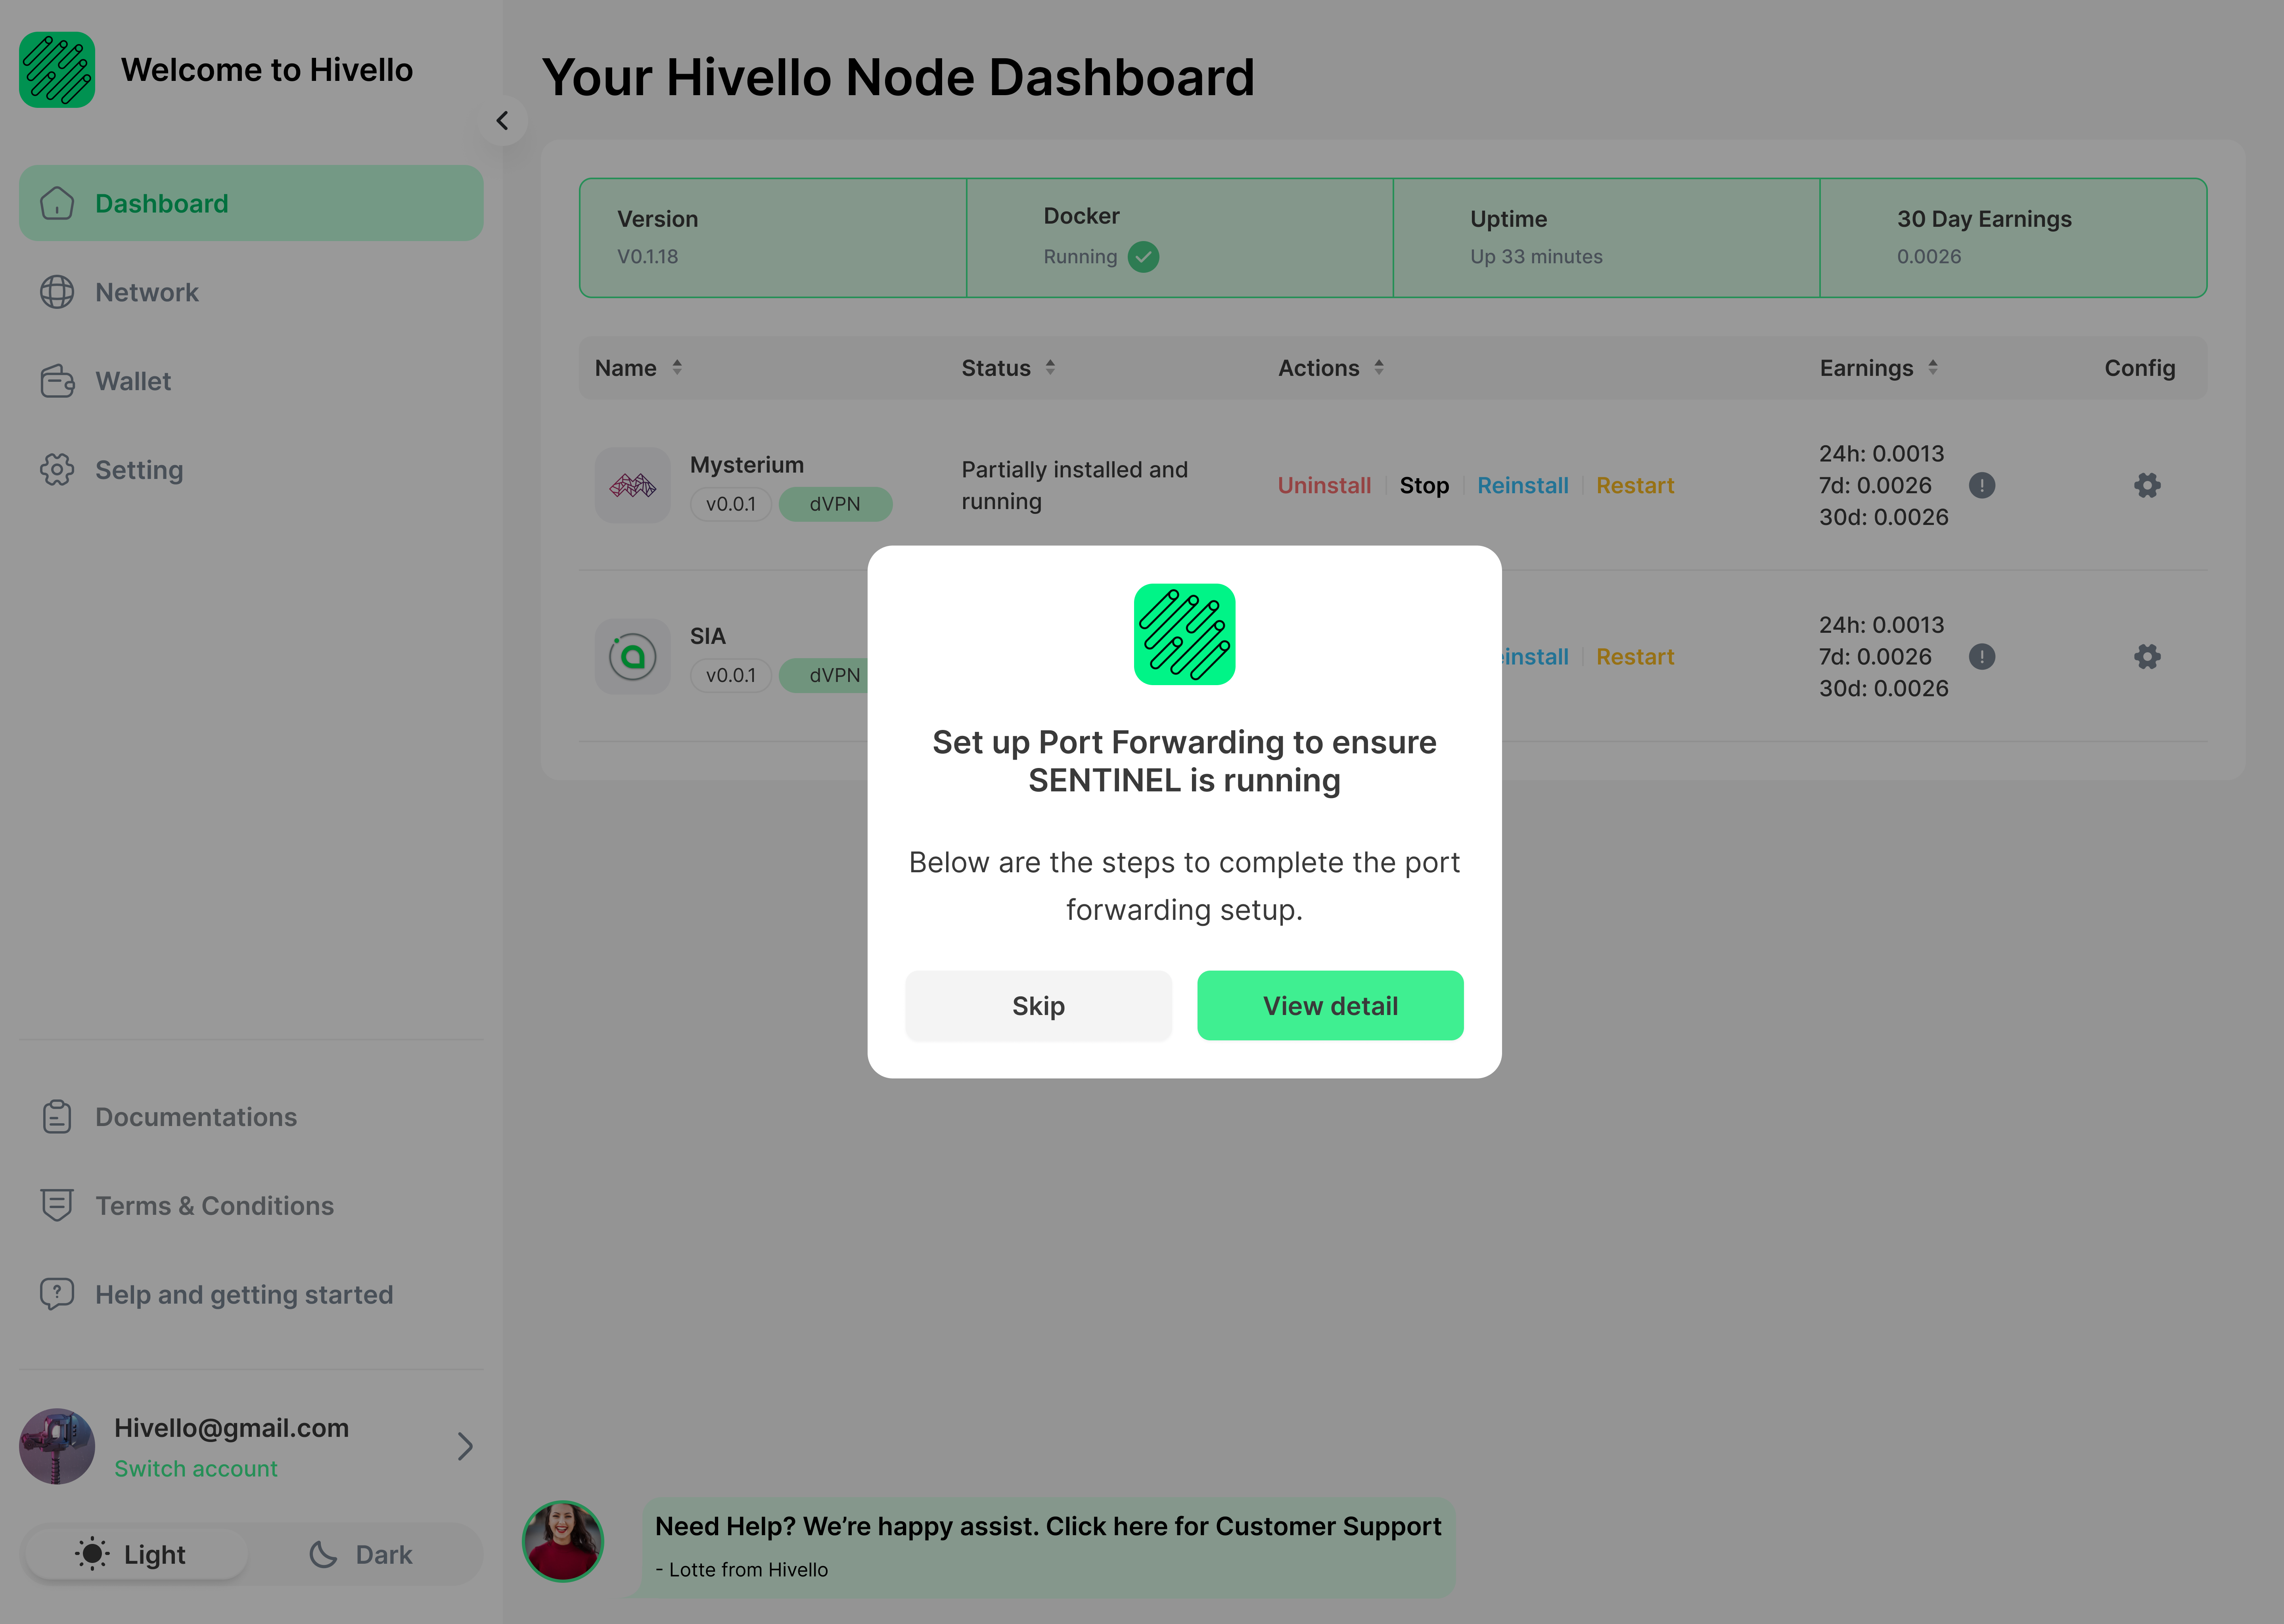 Welcome to Hivello
Dashboard
Network
Wallet
Setting
Documentations
Terms & Conditions
Help and getting started
Hivello@gmail.com
Switch account
Light
Dark
Your Hivello Node Dashboard
Version
V0.1.18
Docker
Running
Uptime
Up 33 minutes
30 Day Earnings
0.0026
Name Status Actions Earnings Config
Mysterium
v0.0.1 dVPN
Partially installed and
running
Uninstall Stop Reinstall Restart
24h: 0.0013
7d: 0.0026
30d: 0.0026
SIA
v0.0.1 dVPN
einstall Restart
24h: 0.0013
7d: 0.0026
30d: 0.0026
Set up Port Forwarding to ensure
SENTINEL is running
Below are the steps to complete the port
forwarding setup.
Skip
View detail
Need Help? We’re happy assist. Click here for Customer Support
- Lotte from Hivello